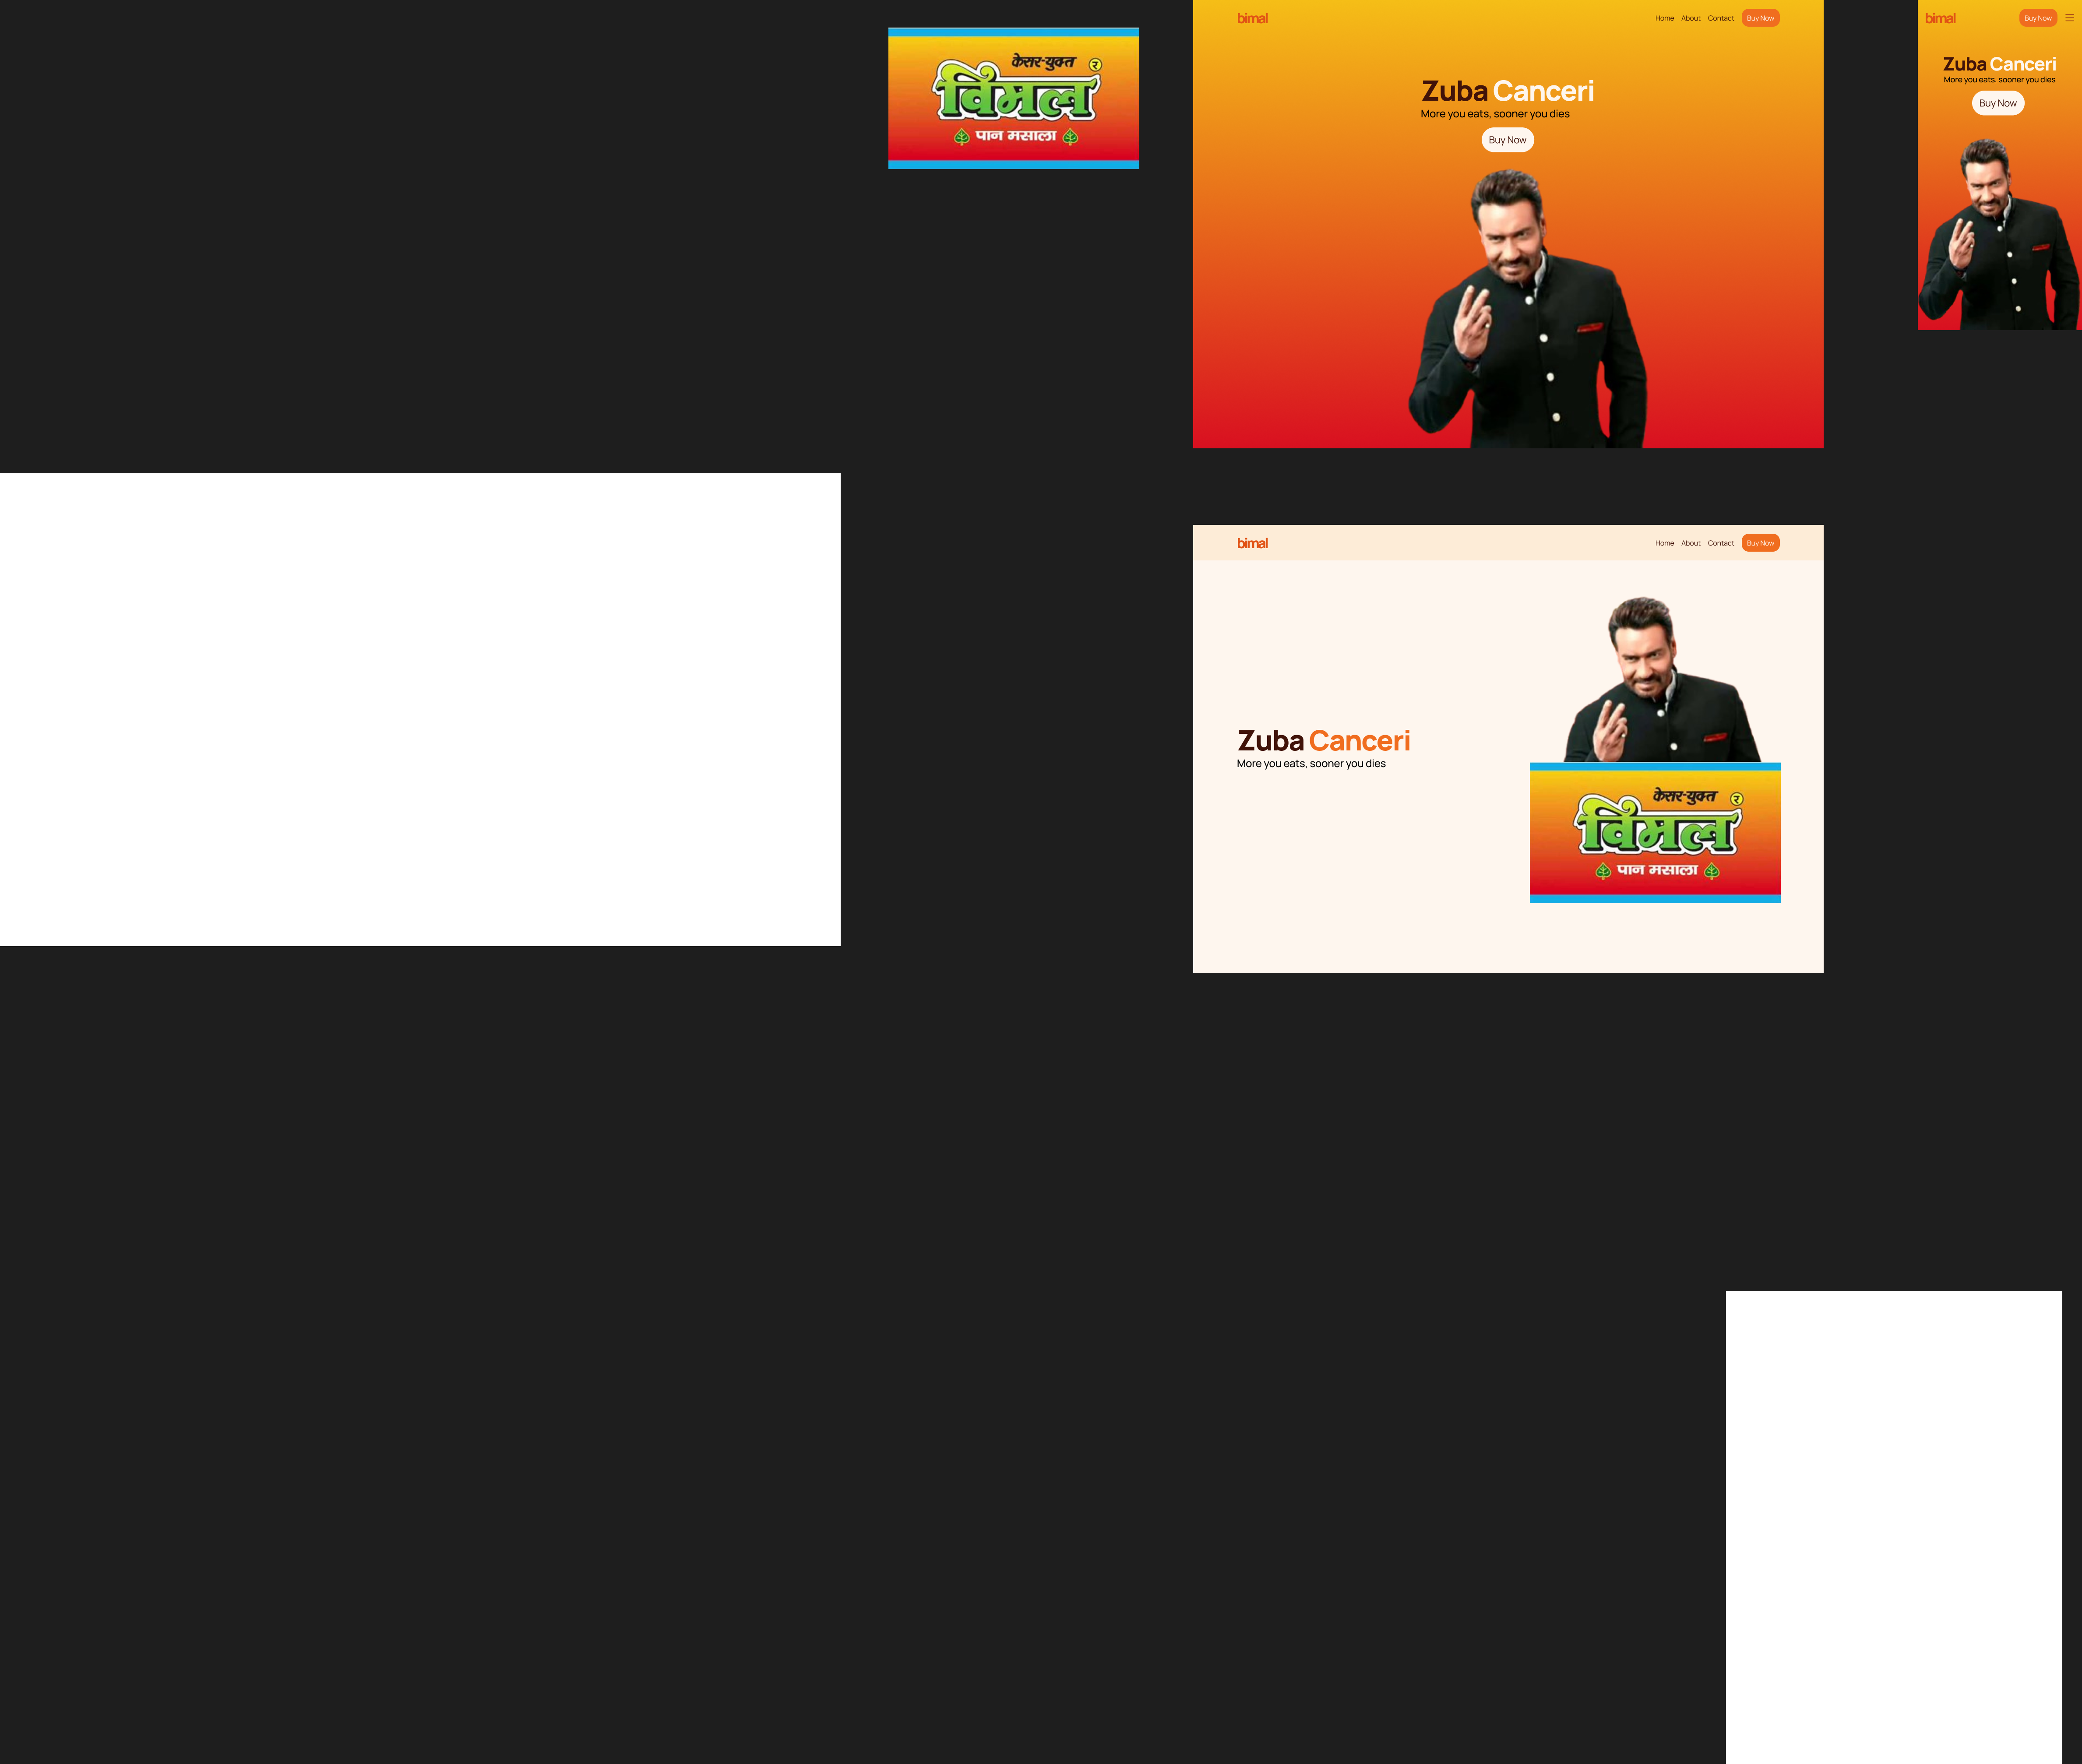 केसर-युक्त
विमल
पान मसाला
bimal
Home About Contact Buy Now
Zuba Canceri
More you eats, sooner you dies
Buy Now
bimal
Buy Now
Zuba Canceri
More you eats, sooner you dies
Buy Now
bimal
Home About Contact Buy Now
Zuba Canceri
More you eats, sooner you dies
केसर-युक्त
विमल
पान मसाला